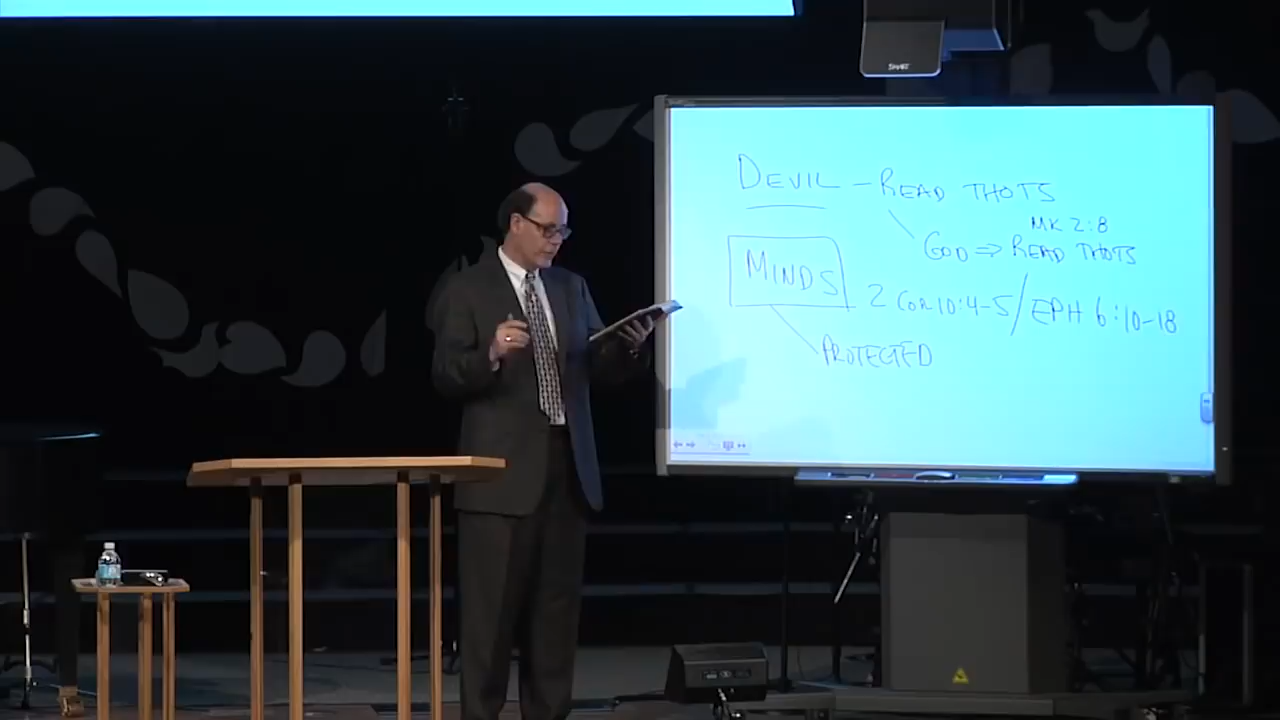 SMART
DEVIL – READ THOTS
MK 2:8
GOD ⇒ READ THOTS
MINDS
2 COR 10:4-5 / EPH 6:10-18
PROTECTED